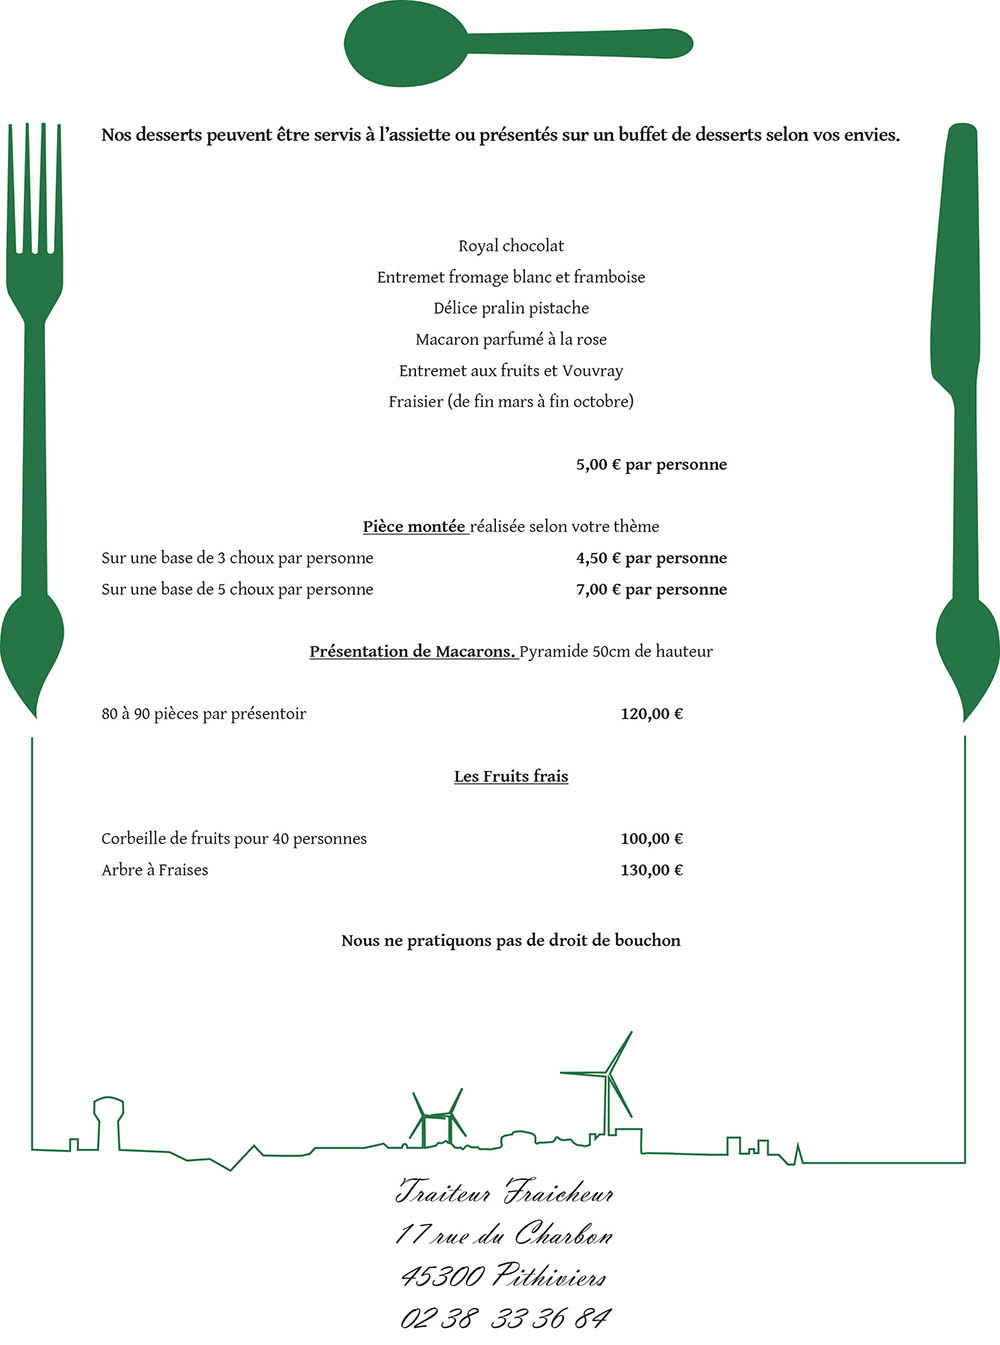 Nos desserts peuvent être servis à l’assiette ou présentés sur un buffet de desserts selon vos envies.
Royal chocolat
Entremet fromage blanc et framboise
Délice pralin pistache
Macaron parfumé à la rose
Entremet aux fruits et Vouvray
Fraisier (de fin mars à fin octobre)
5,00 € par personne
Pièce montée réalisée selon votre thème
Sur une base de 3 choux par personne 4,50 € par personne
Sur une base de 5 choux par personne 7,00 € par personne
Présentation de Macarons. Pyramide 50cm de hauteur
80 à 90 pièces par présentoir 120,00 €
Les Fruits frais
Corbeille de fruits pour 40 personnes 100,00 €
Arbre à Fraises 130,00 €
Nous ne pratiquons pas de droit de bouchon
Traiteur Fraicheur
17 rue du Charbon
45300 Pithiviers
02 38 33 36 84